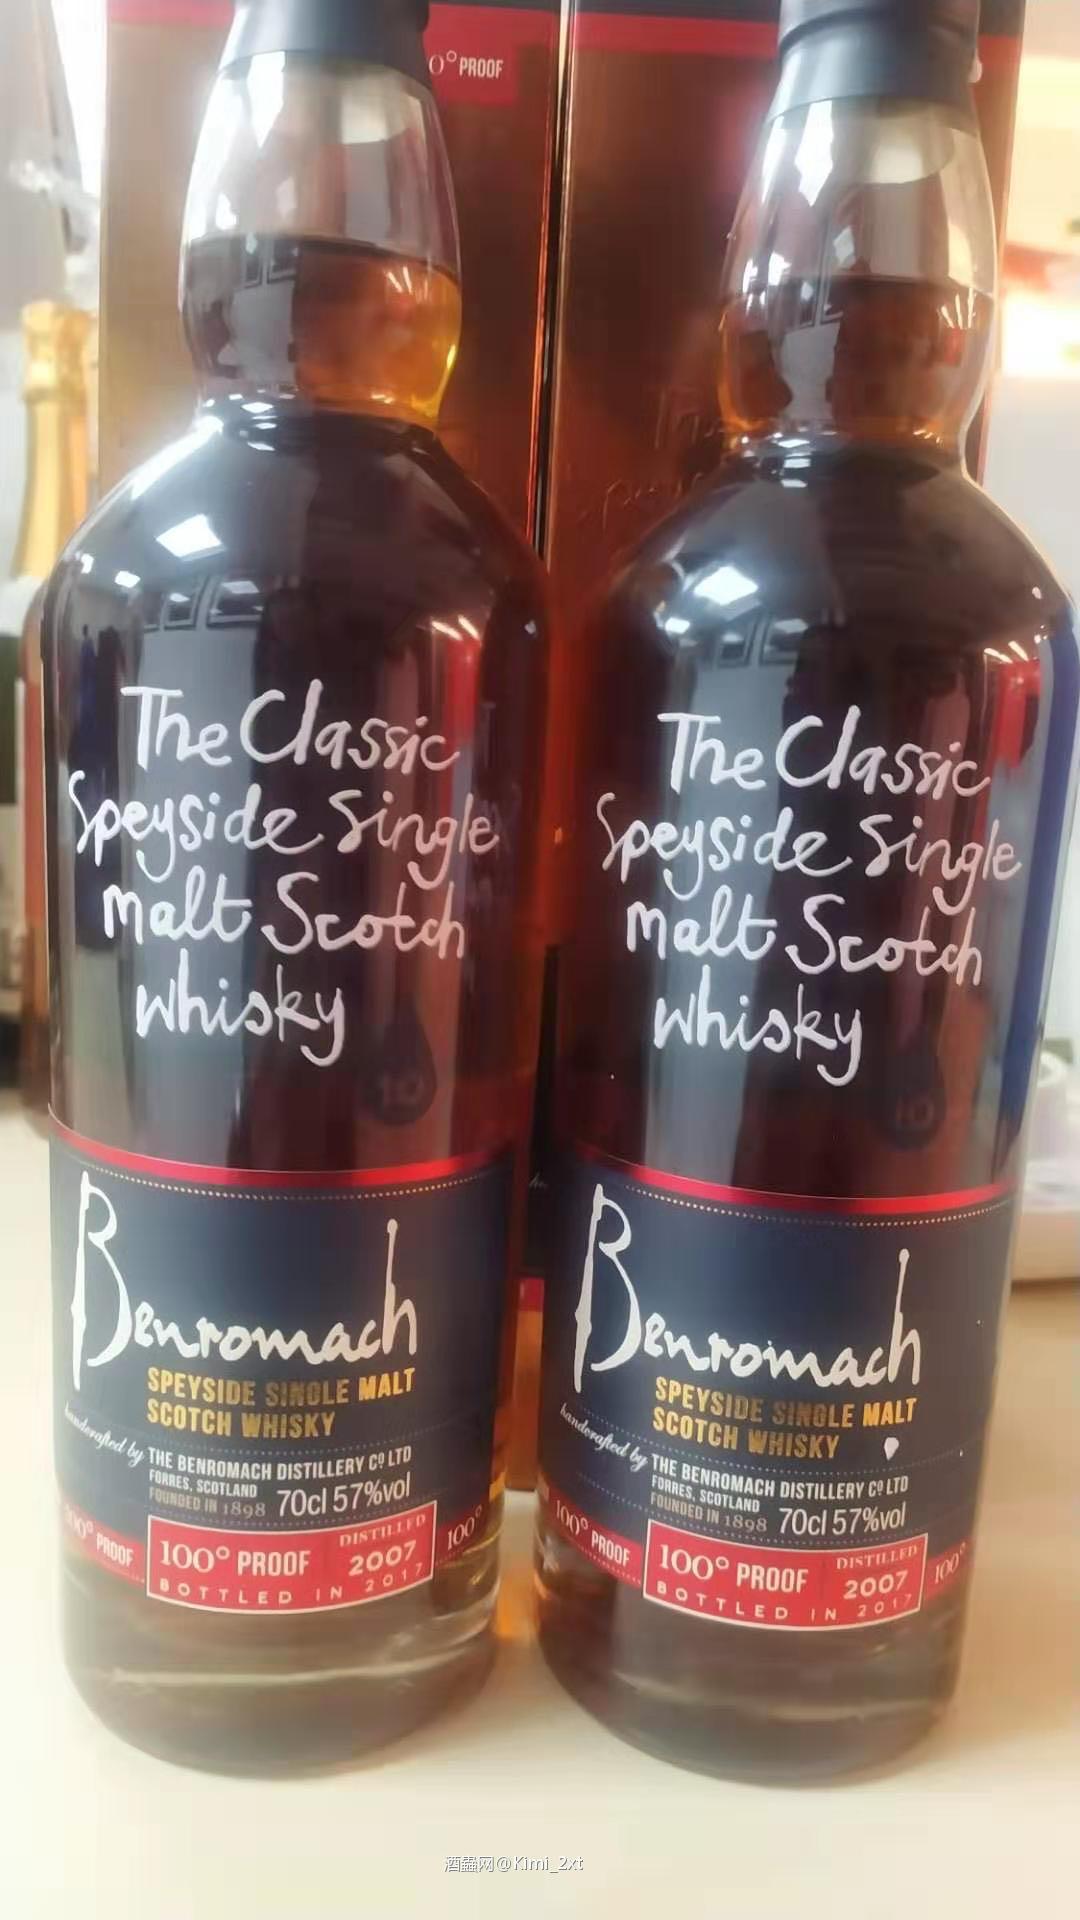 0° PROOF
The Classic
Speyside Single
Malt Scotch
Whisky
10
Benromach
SPEYSIDE SINGLE MALT
SCOTCH WHISKY
handcrafted by
THE BENROMACH DISTILLERY Cº LTD
FORRES, SCOTLAND
FOUNDED IN 1898
70cl 57%vol
100° PROOF
100° PROOF
DISTILLED
2007
BOTTLED IN 2017
100°
The Classic
Speyside Single
Malt Scotch
Whisky
10
Benromach
SPEYSIDE SINGLE MALT
SCOTCH WHISKY
handcrafted by
THE BENROMACH DISTILLERY Cº LTD
FORRES, SCOTLAND
FOUNDED IN 1898
70cl 57%vol
100° PROOF
100° PROOF
DISTILLED
2007
BOTTLED IN 2017
100°
酒蟲网@Kimi_2xt